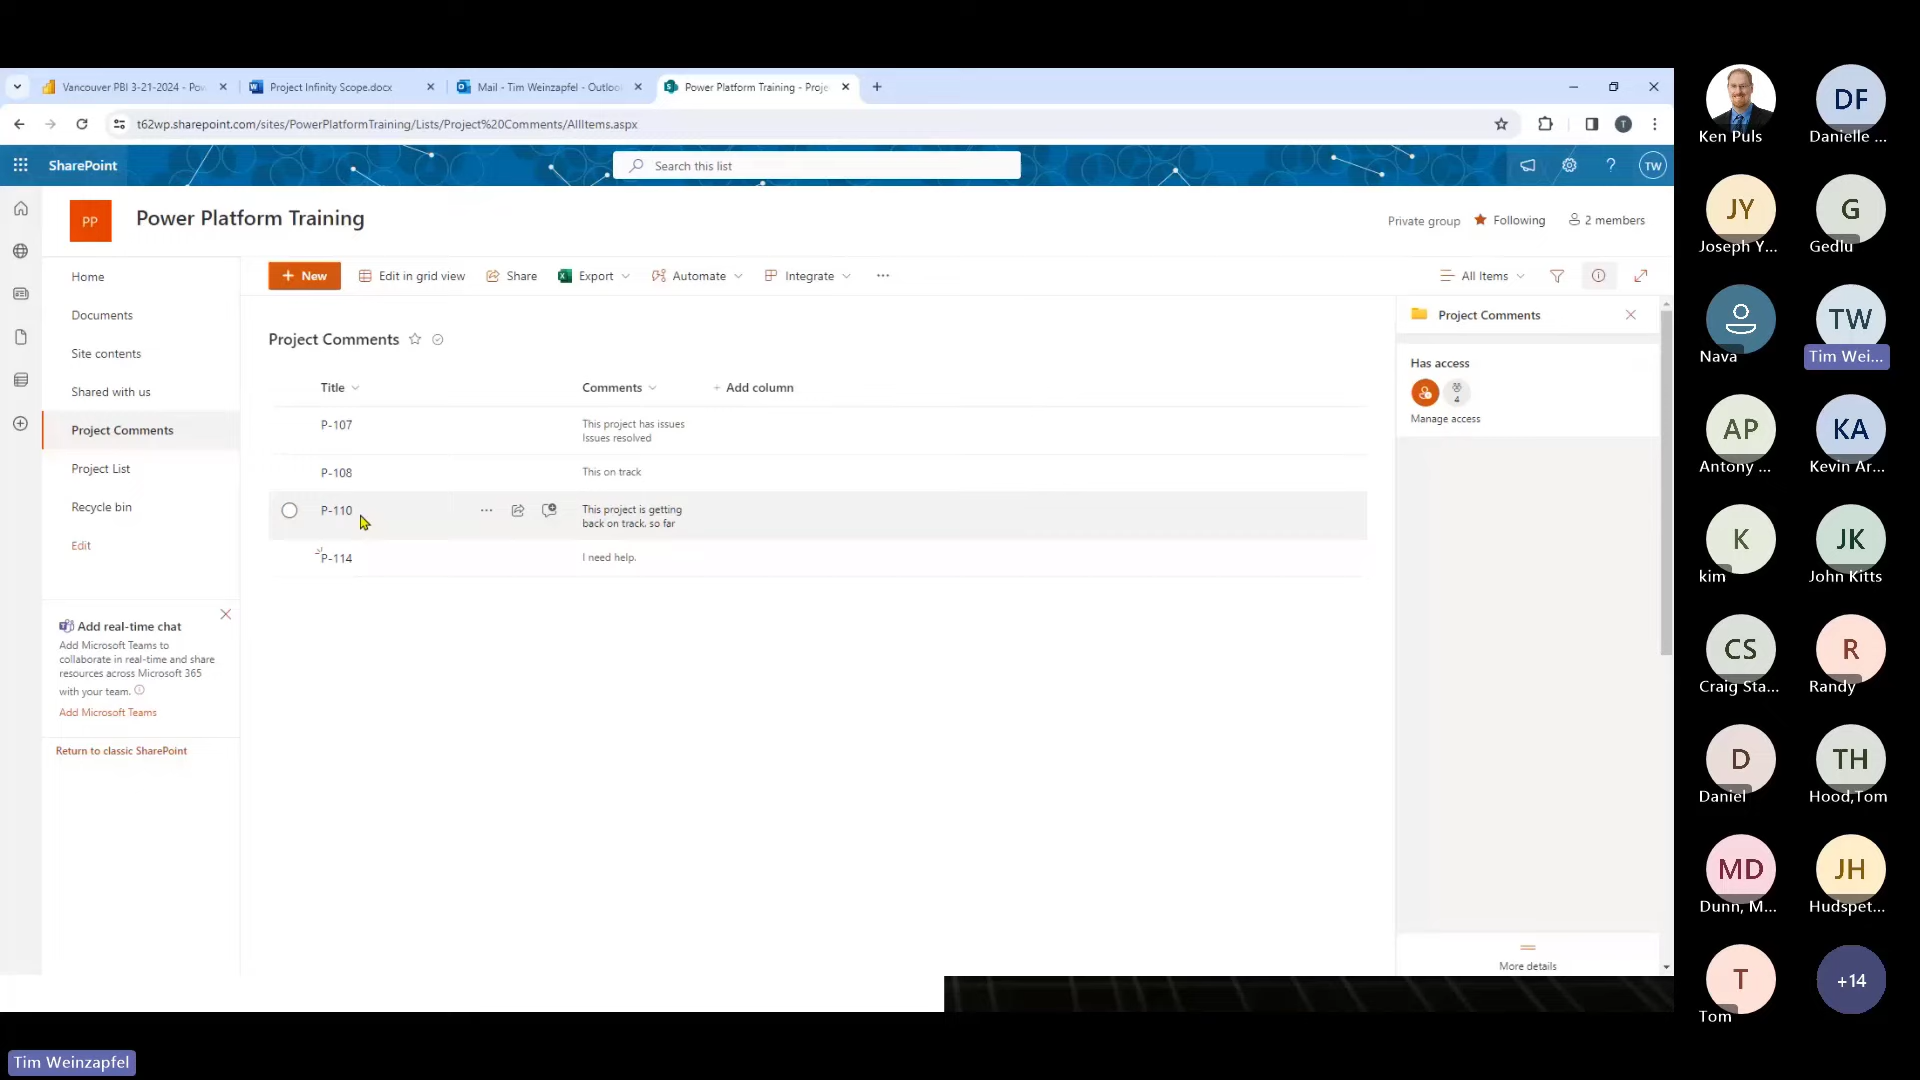 Vancouver PBI 3-21-2024 - Pow
Project Infinity Scope.docx
Mail - Tim Weinzapfel - Outloo
Power Platform Training - Proje
t62wp.sharepoint.com/sites/PowerPlatformTraining/Lists/Project%20Comments/AllItems.aspx
T
SharePoint
Search this list
?
TW
PP
Power Platform Training
Private group
Following
2 members
Home
Documents
Site contents
Shared with us
Project Comments
Project List
Recycle bin
Edit
Add real-time chat
Add Microsoft Teams to
collaborate in real-time and share
resources across Microsoft 365
with your team.
Add Microsoft Teams
Return to classic SharePoint
+ New
Edit in grid view
Share
Export
Automate
Integrate
...
All Items
Project Comments
Title
Comments
+ Add column
P-107
This project has issues
Issues resolved
P-108
This on track
P-110
...
This project is getting
back on track. so far
P-114
I need help.
Project Comments
Has access
4
Manage access
More details
Ken Puls
DF
Danielle ...
JY
Joseph Y...
G
Gedlu
Nava
TW
Tim Wei...
AP
Antony ...
KA
Kevin Ar...
K
kim
JK
John Kitts
CS
Craig Sta...
R
Randy
D
Daniel
TH
Hood,Tom
MD
Dunn, M...
JH
Hudspet...
T
Tom
+14
Tim Weinzapfel